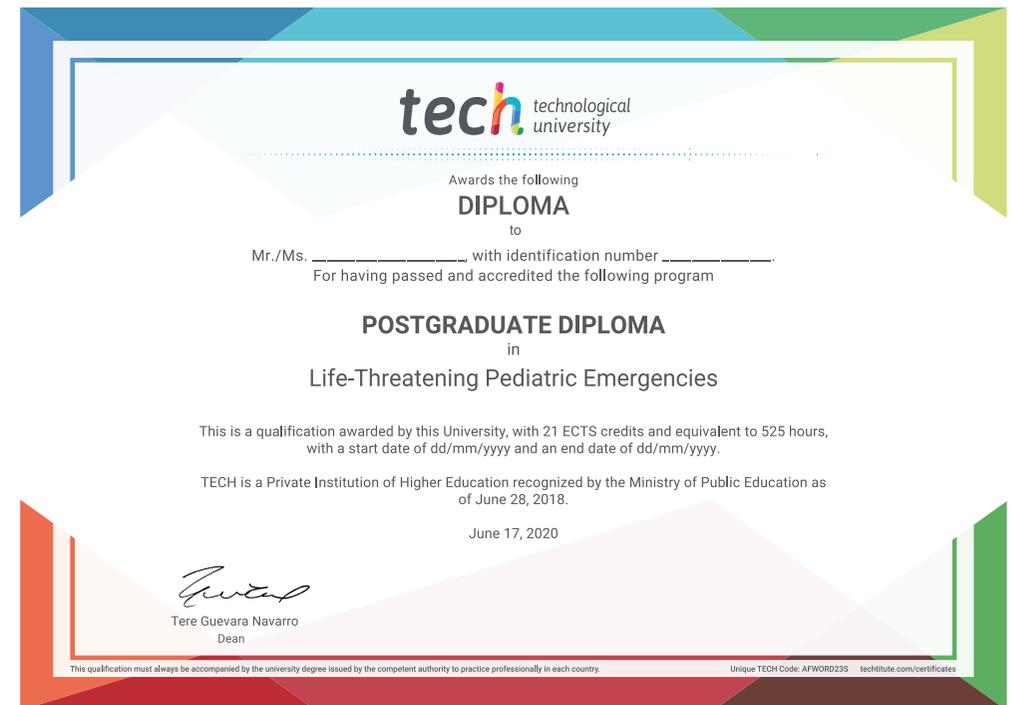 tech technological
university
Awards the following
DIPLOMA
to
Mr./Ms. __________________, with identification number _____________.
For having passed and accredited the following program
POSTGRADUATE DIPLOMA
in
Life-Threatening Pediatric Emergencies
This is a qualification awarded by this University, with 21 ECTS credits and equivalent to 525 hours,
with a start date of dd/mm/yyyy and an end date of dd/mm/yyyy.
TECH is a Private Institution of Higher Education recognized by the Ministry of Public Education as
of June 28, 2018.
June 17, 2020
Tere Guevara Navarro
Dean
This qualification must always be accompanied by the university degree issued by the competent authority to practice professionally in each country. Unique TECH Code: AFWORD23S techtitute.com/certificates